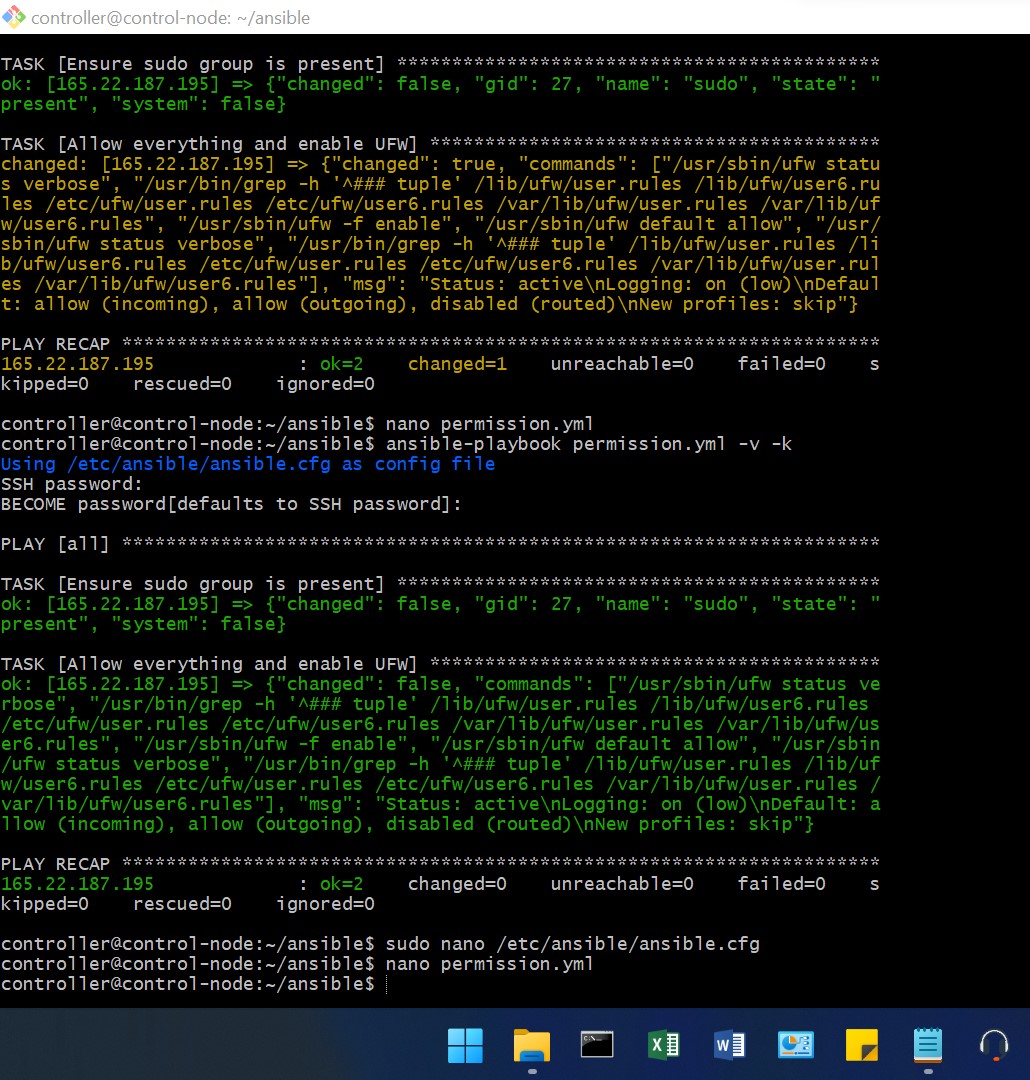 controller@control-node: ~/ansible
TASK [Ensure sudo group is present] ********************************************
ok: [165.22.187.195] => {"changed": false, "gid": 27, "name": "sudo", "state": "
present", "system": false}
TASK [Allow everything and enable UFW] *****************************************
changed: [165.22.187.195] => {"changed": true, "commands": ["/usr/sbin/ufw statu
s verbose", "/usr/bin/grep -h '^### tuple' /lib/ufw/user.rules /lib/ufw/user6.ru
les /etc/ufw/user.rules /etc/ufw/user6.rules /var/lib/ufw/user.rules /var/lib/uf
w/user6.rules", "/usr/sbin/ufw -f enable", "/usr/sbin/ufw default allow", "/usr/
sbin/ufw status verbose", "/usr/bin/grep -h '^### tuple' /lib/ufw/user.rules /li
b/ufw/user6.rules /etc/ufw/user.rules /etc/ufw/user6.rules /var/lib/ufw/user.rul
es /var/lib/ufw/user6.rules"], "msg": "Status: active\nLogging: on (low)\nDefaul
t: allow (incoming), allow (outgoing), disabled (routed)\nNew profiles: skip"}
PLAY RECAP *********************************************************************
165.22.187.195 : ok=2 changed=1 unreachable=0 failed=0 s
kipped=0 rescued=0 ignored=0
controller@control-node:~/ansible$ nano permission.yml
controller@control-node:~/ansible$ ansible-playbook permission.yml -v -k
Using /etc/ansible/ansible.cfg as config file
SSH password:
BECOME password[defaults to SSH password]:
PLAY [all] *********************************************************************
TASK [Ensure sudo group is present] ********************************************
ok: [165.22.187.195] => {"changed": false, "gid": 27, "name": "sudo", "state": "
present", "system": false}
TASK [Allow everything and enable UFW] *****************************************
ok: [165.22.187.195] => {"changed": false, "commands": ["/usr/sbin/ufw status ve
rbose", "/usr/bin/grep -h '^### tuple' /lib/ufw/user.rules /lib/ufw/user6.rules
/etc/ufw/user.rules /etc/ufw/user6.rules /var/lib/ufw/user.rules /var/lib/ufw/us
er6.rules", "/usr/sbin/ufw -f enable", "/usr/sbin/ufw default allow", "/usr/sbin
/ufw status verbose", "/usr/bin/grep -h '^### tuple' /lib/ufw/user.rules /lib/uf
w/user6.rules /etc/ufw/user.rules /etc/ufw/user6.rules /var/lib/ufw/user.rules /
var/lib/ufw/user6.rules"], "msg": "Status: active\nLogging: on (low)\nDefault: a
llow (incoming), allow (outgoing), disabled (routed)\nNew profiles: skip"}
PLAY RECAP *********************************************************************
165.22.187.195 : ok=2 changed=0 unreachable=0 failed=0 s
kipped=0 rescued=0 ignored=0
controller@control-node:~/ansible$ sudo nano /etc/ansible/ansible.cfg
controller@control-node:~/ansible$ nano permission.yml
controller@control-node:~/ansible$